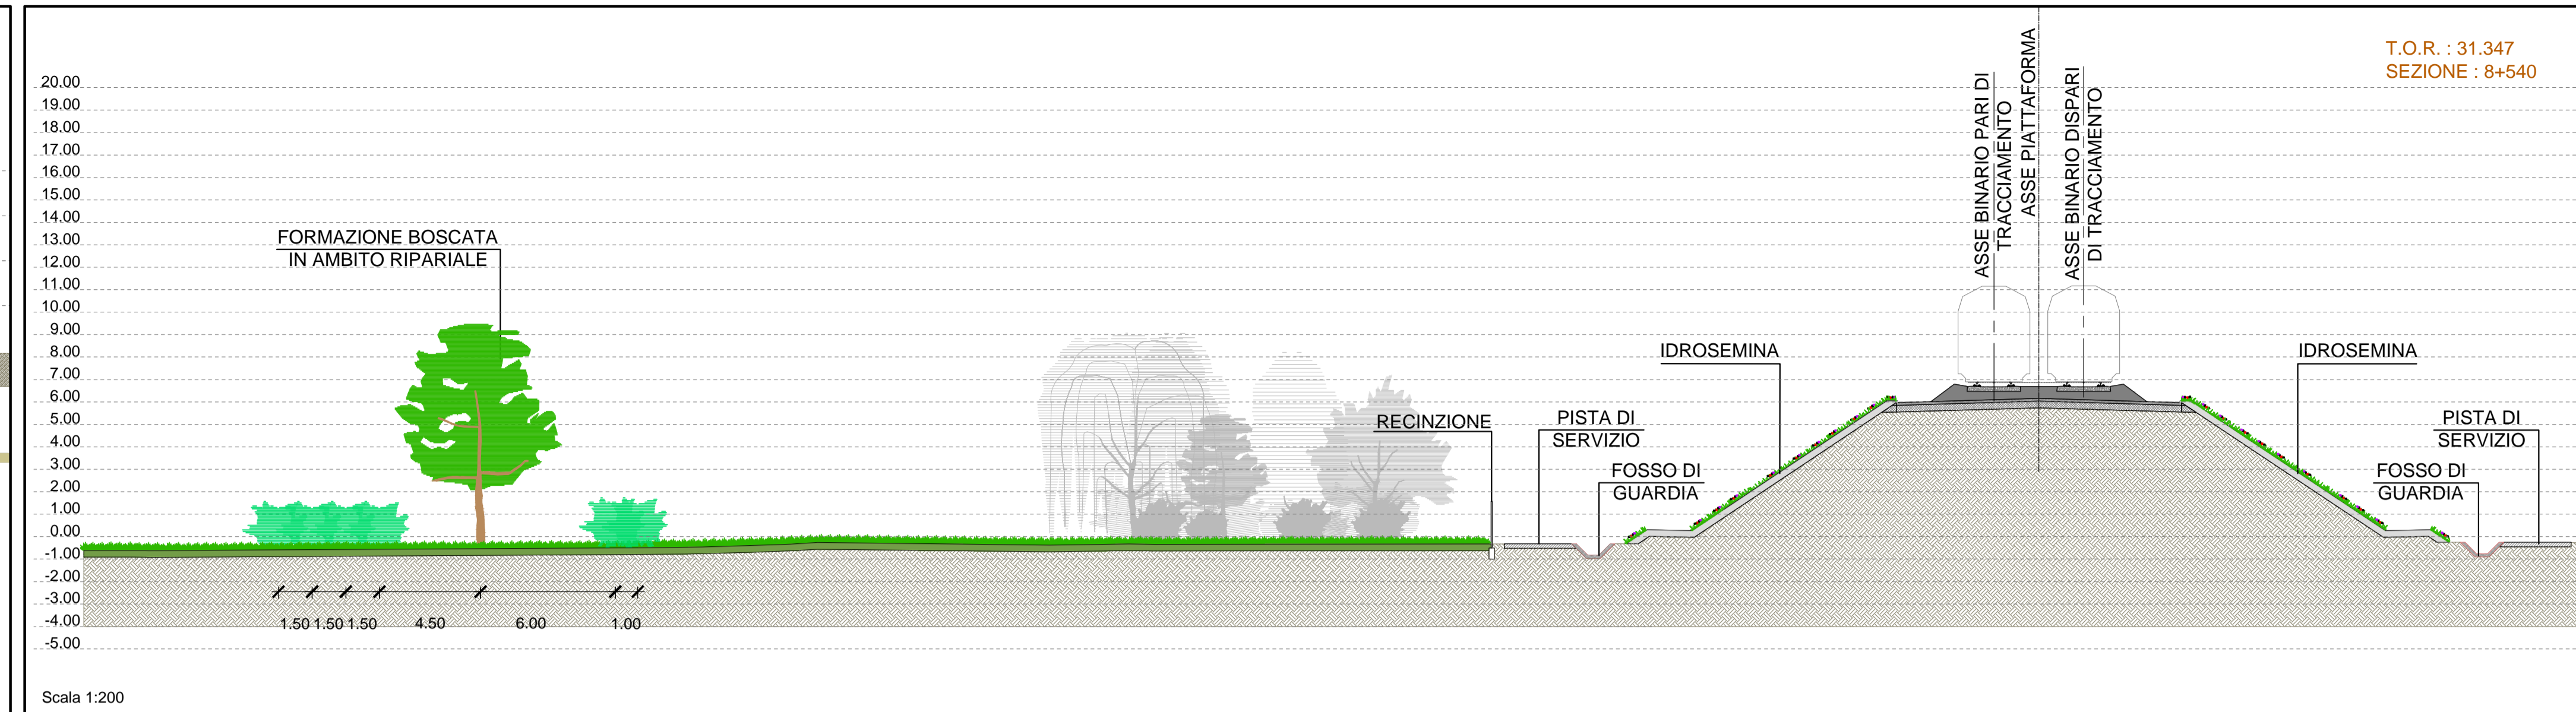 T.O.R. : 31.347
SEZIONE : 8+540
20.00
19.00
18.00
17.00
16.00
15.00
14.00
13.00
12.00
11.00
10.00
9.00
8.00
7.00
6.00
5.00
4.00
3.00
2.00
1.00
0.00
-1.00
-2.00
-3.00
-4.00
-5.00
FORMAZIONE BOSCATA
IN AMBITO RIPARIALE
1.50 1.50 1.50 4.50 6.00 1.00
RECINZIONE
PISTA DI
SERVIZIO
FOSSO DI
GUARDIA
IDROSEMINA
ASSE BINARIO PARI DI
TRACCIAMENTO
ASSE PIATTAFORMA
ASSE BINARIO DISPARI
DI TRACCIAMENTO
IDROSEMINA
FOSSO DI
GUARDIA
PISTA DI
SERVIZIO
Scala 1:200